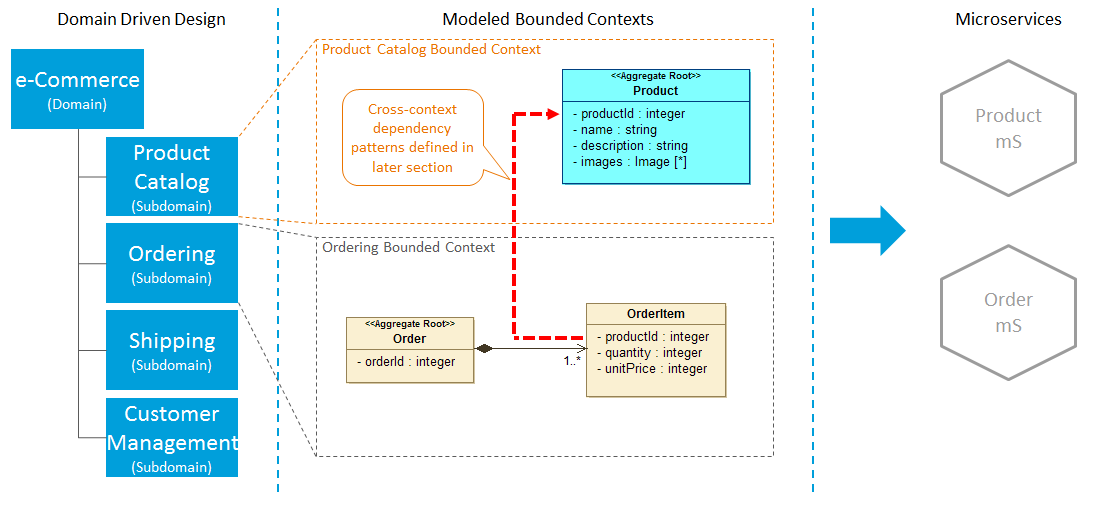 Domain Driven Design
e-Commerce
(Domain)
Product
Catalog
(Subdomain)
Ordering
(Subdomain)
Shipping
(Subdomain)
Customer
Management
(Subdomain)
Modeled Bounded Contexts
Product Catalog Bounded Context
Cross-context
dependency
patterns defined in
later section
<<Aggregate Root>>
Product
- productId : integer
- name : string
- description : string
- images : Image [*]
Ordering Bounded Context
<<Aggregate Root>>
Order
- orderId : integer
1..*
OrderItem
- productId : integer
- quantity : integer
- unitPrice : integer
Microservices
Product
mS
Order
mS